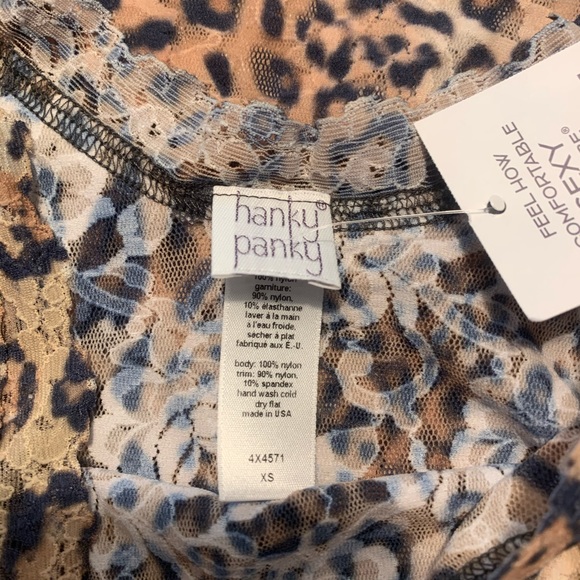 hanky®
panky
100% nylon
garniture:
90% nylon,
10% élasthanne
laver à la main
à l'eau froide,
sécher à plat
fabriqué aux É.-U.
body: 100% nylon
trim: 90% nylon,
10% spandex
hand wash cold
dry flat
made in USA
4X4571
XS
FEEL HOW
COMFORTABLE
EXY
®